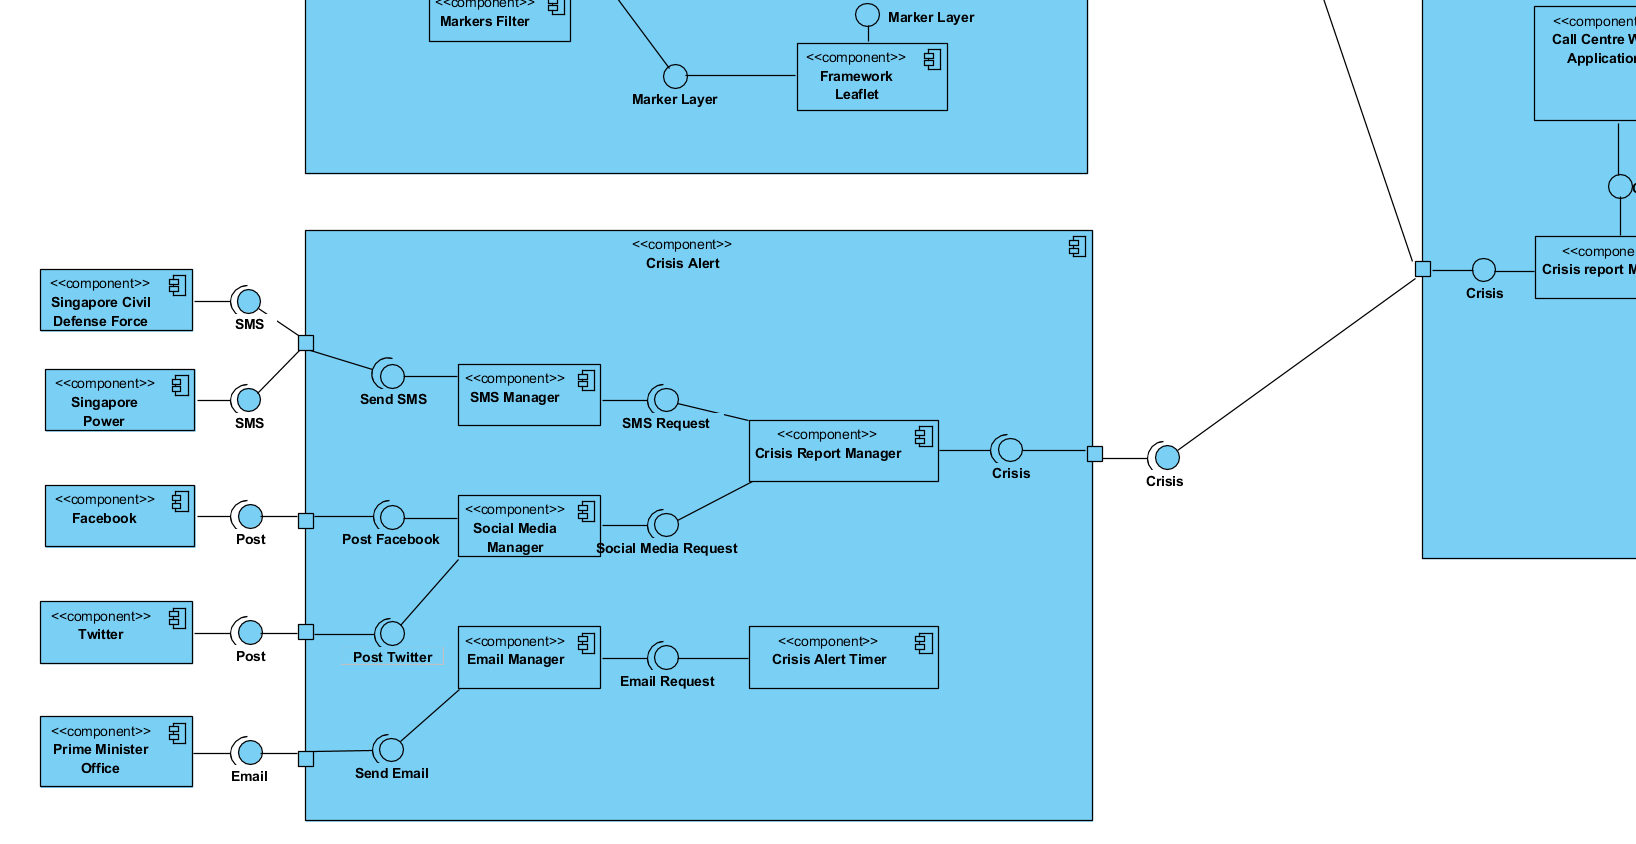 <<component>>
Markers Filter
Marker Layer
<<component>>
Framework
Leaflet
Marker Layer
<<component>>
Crisis Alert
<<component>>
Singapore Civil
Defense Force
SMS
<<component>>
Singapore
Power
SMS
<<component>>
Facebook
Post
<<component>>
Twitter
Post
<<component>>
Prime Minister
Office
Email
Send SMS
<<component>>
SMS Manager
SMS Request
<<component>>
Crisis Report Manager
Crisis
Crisis
Post Facebook
<<component>>
Social Media
Manager
Social Media Request
Post Twitter
<<component>>
Email Manager
Email Request
<<component>>
Crisis Alert Timer
Send Email
<<component
Call Centre W
Application
Crisis
<<compone
Crisis report M